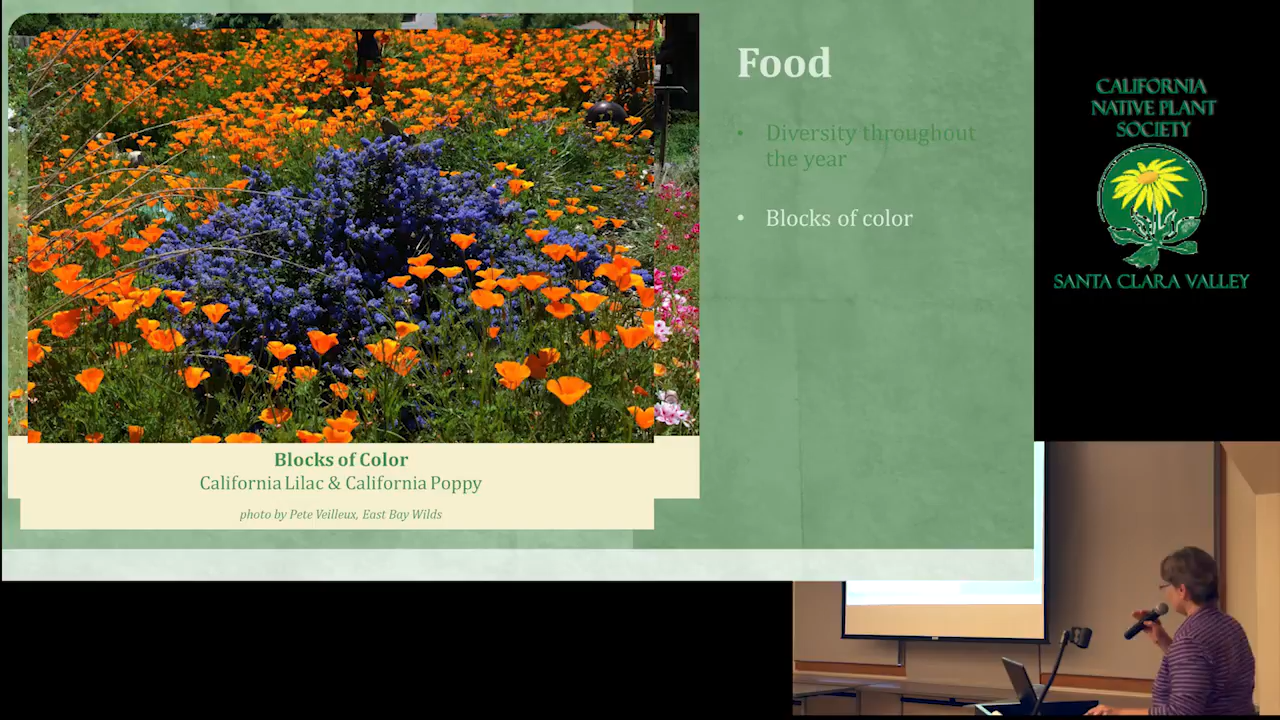 Food
• Diversity throughout
the year
• Blocks of color
Blocks of Color
California Lilac & California Poppy
photo by Pete Veilleux, East Bay Wilds
CALIFORNIA
NATIVE PLANT
SOCIETY
SANTA CLARA VALLEY